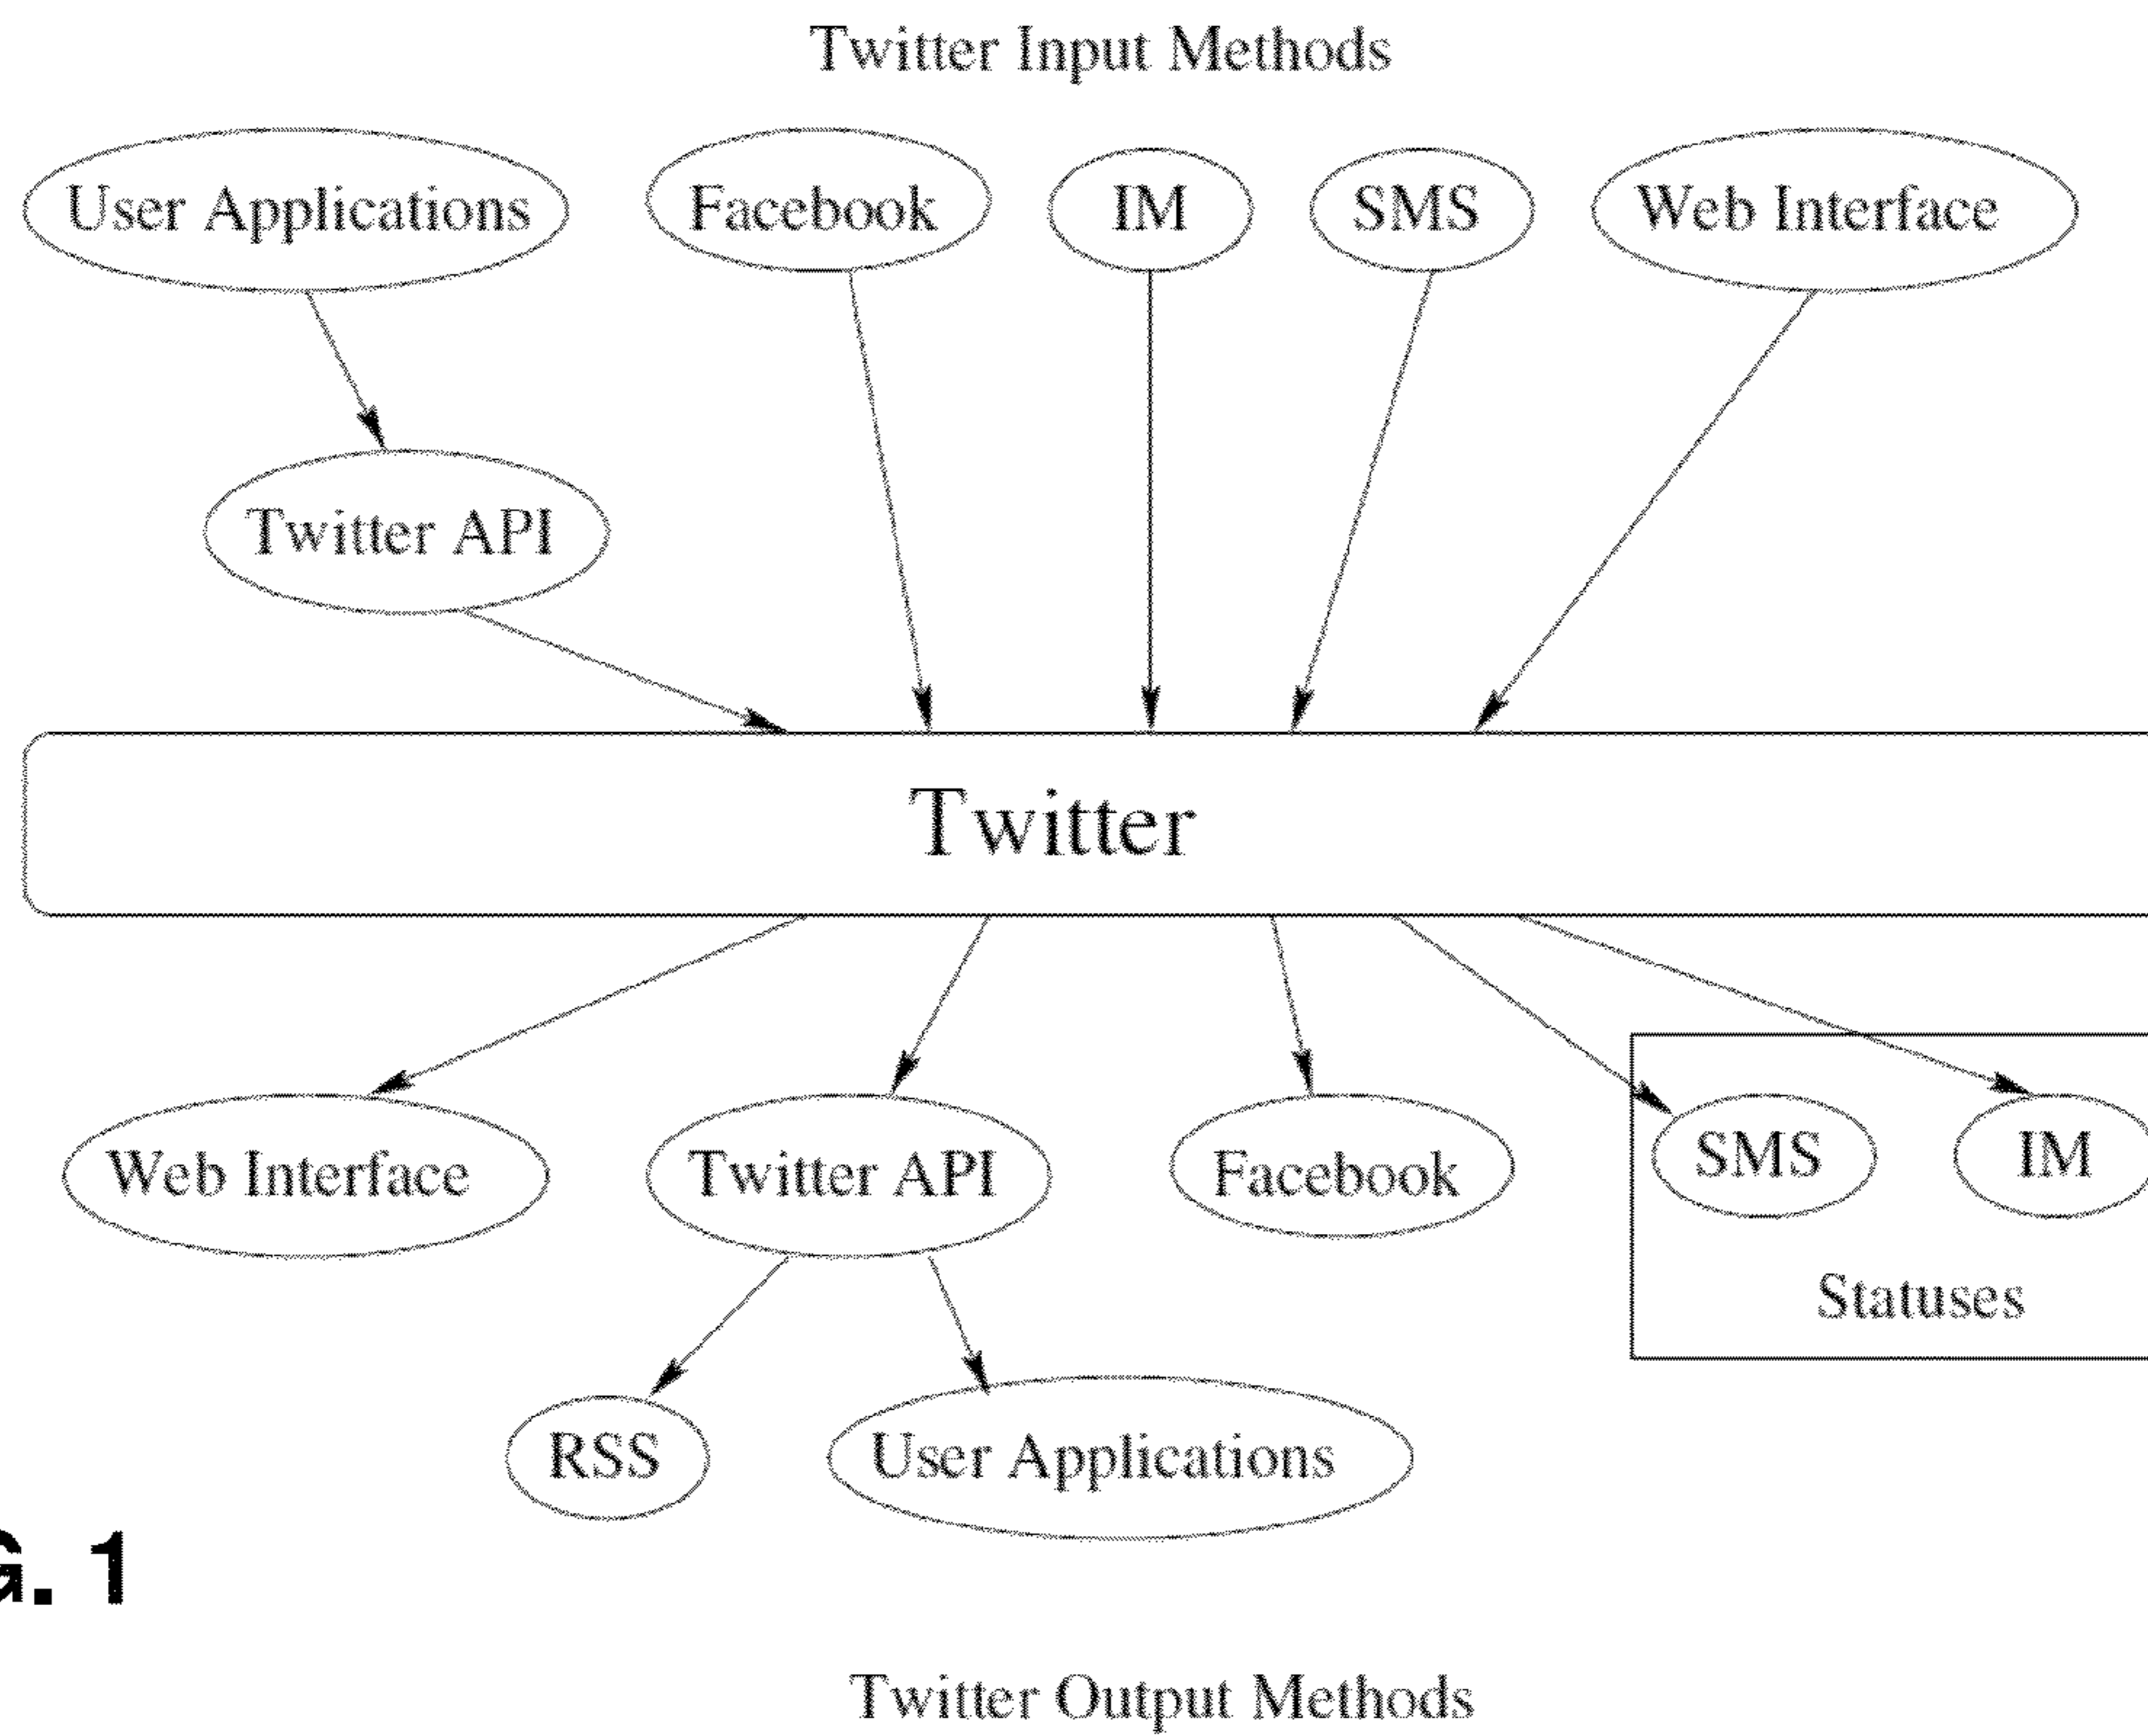 Twitter Input Methods
User Applications
Facebook
IM
SMS
Web Interface
Twitter API
Twitter
Web Interface
Twitter API
Facebook
SMS
IM
Statuses
RSS
User Applications
G. 1
Twitter Output Methods